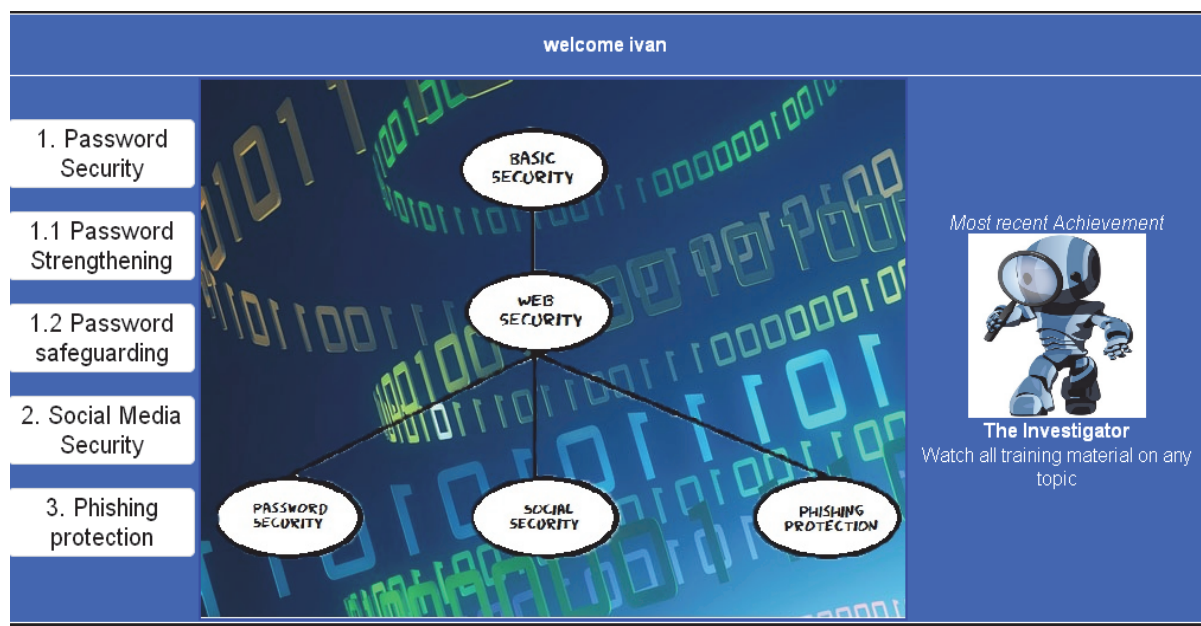 welcome ivan
1. Password
Security
1.1 Password
Strengthening
1.2 Password
safeguarding
2. Social Media
Security
3. Phishing
protection
BASIC
SECURITY
WEB
SECURITY
PASSWORD
SECURITY
SOCIAL
SECURITY
PHISHING
PROTECTION
Most recent Achievement
The Investigator
Watch all training material on any
topic